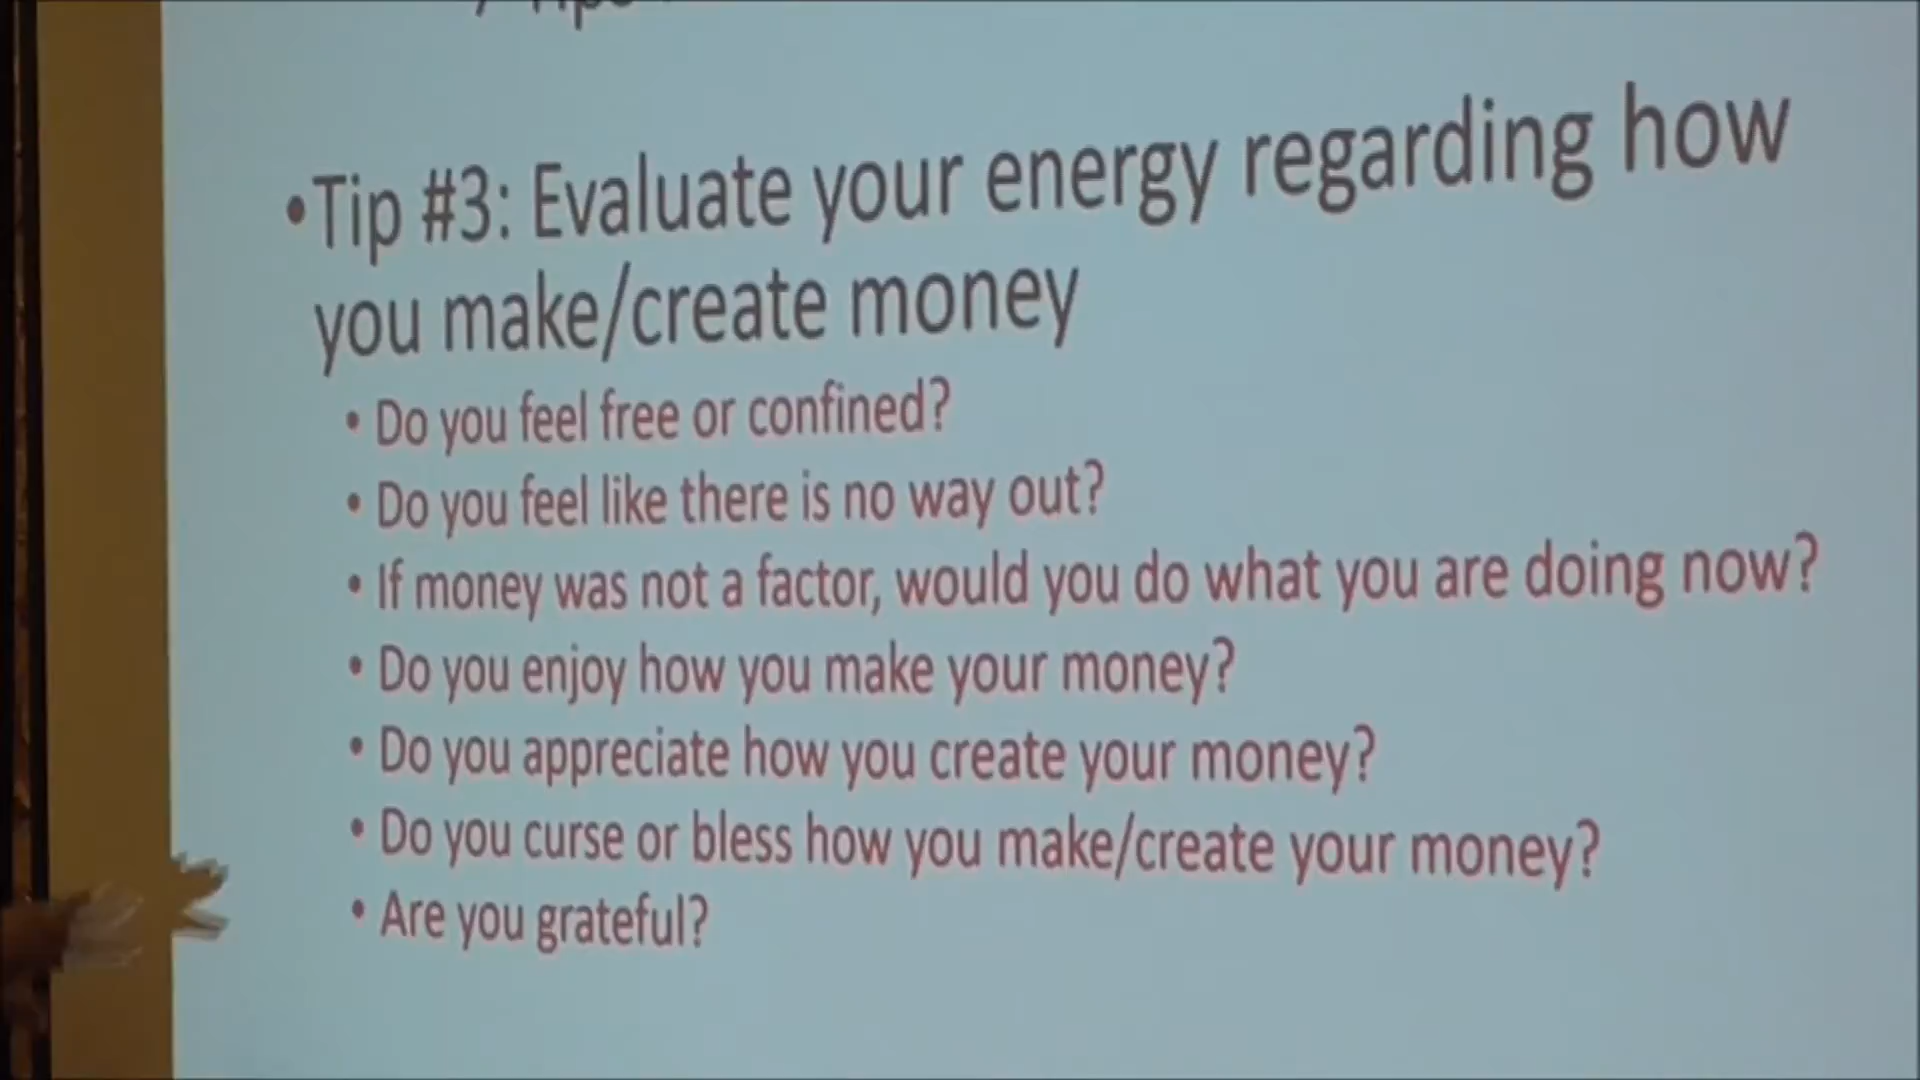 •Tip #3: Evaluate your energy regarding how
you make/create money
• Do you feel free or confined?
• Do you feel like there is no way out?
• If money was not a factor, would you do what you are doing now?
• Do you enjoy how you make your money?
• Do you appreciate how you create your money?
• Do you curse or bless how you make/create your money?
• Are you grateful?